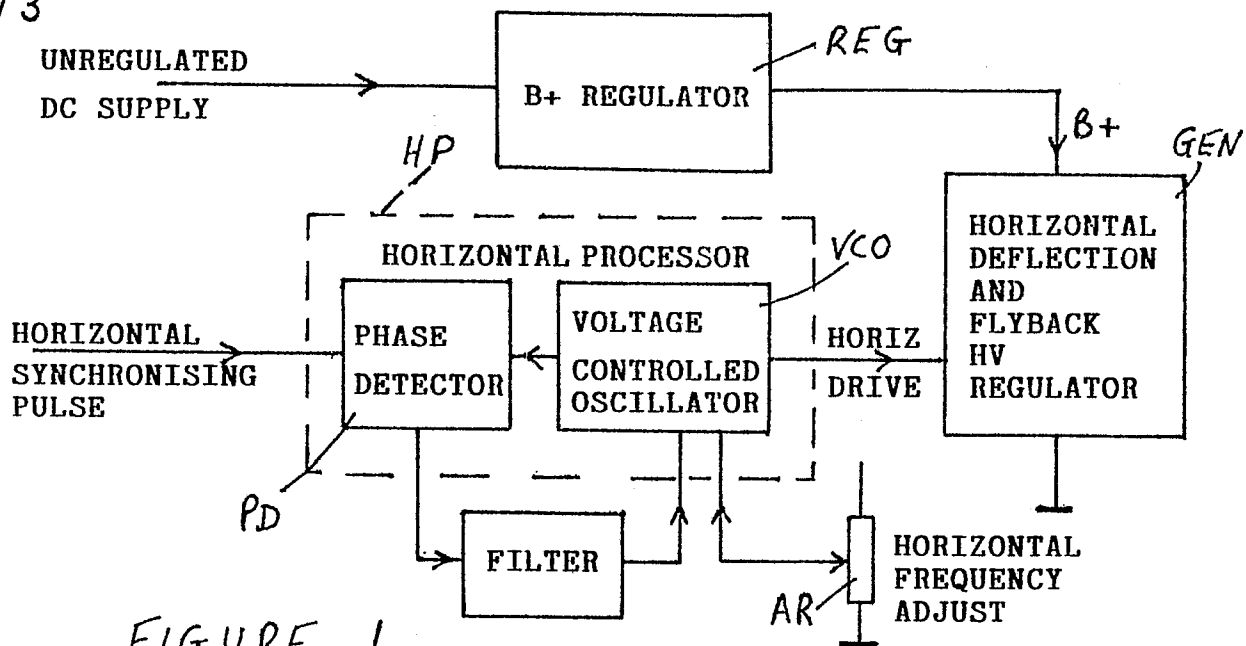 /3
REG
UNREGULATED
DC SUPPLY
B+ REGULATOR
B+
GEN
HP
HORIZONTAL PROCESSOR
VCO
HORIZONTAL
SYNCHRONISING
PULSE
PHASE
DETECTOR
VOLTAGE
CONTROLLED
OSCILLATOR
HORIZ
DRIVE
HORIZONTAL
DEFLECTION
AND
FLYBACK
HV
REGULATOR
PD
FILTER
AR
HORIZONTAL
FREQUENCY
ADJUST
FIGURE 1